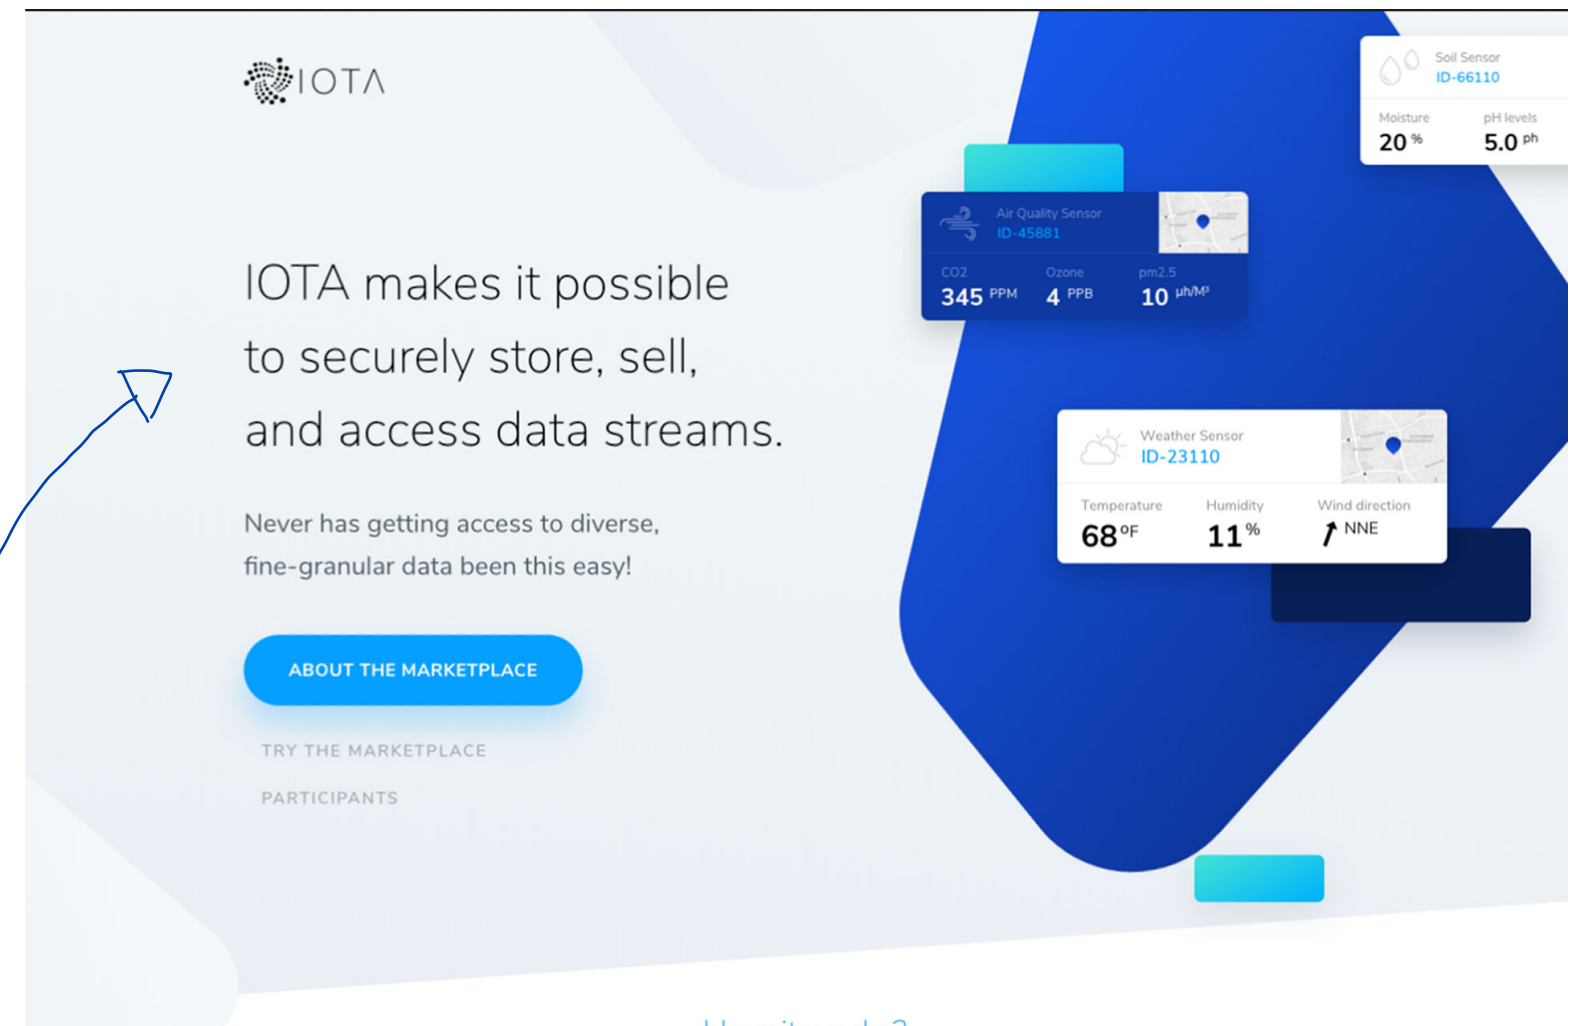 IOTA
IOTA makes it possible
to securely store, sell,
and access data streams.
Never has getting access to diverse,
fine-granular data been this easy!
ABOUT THE MARKETPLACE
TRY THE MARKETPLACE
PARTICIPANTS
Soil Sensor
ID-66110
Moisture pH levels
20 % 5.0 ph
Air Quality Sensor
ID-45881
CO2 Ozone pm2.5
345 PPM 4 PPB 10 µh/M³
Weather Sensor
ID-23110
Temperature Humidity Wind direction
68 ºF 11 % NNE